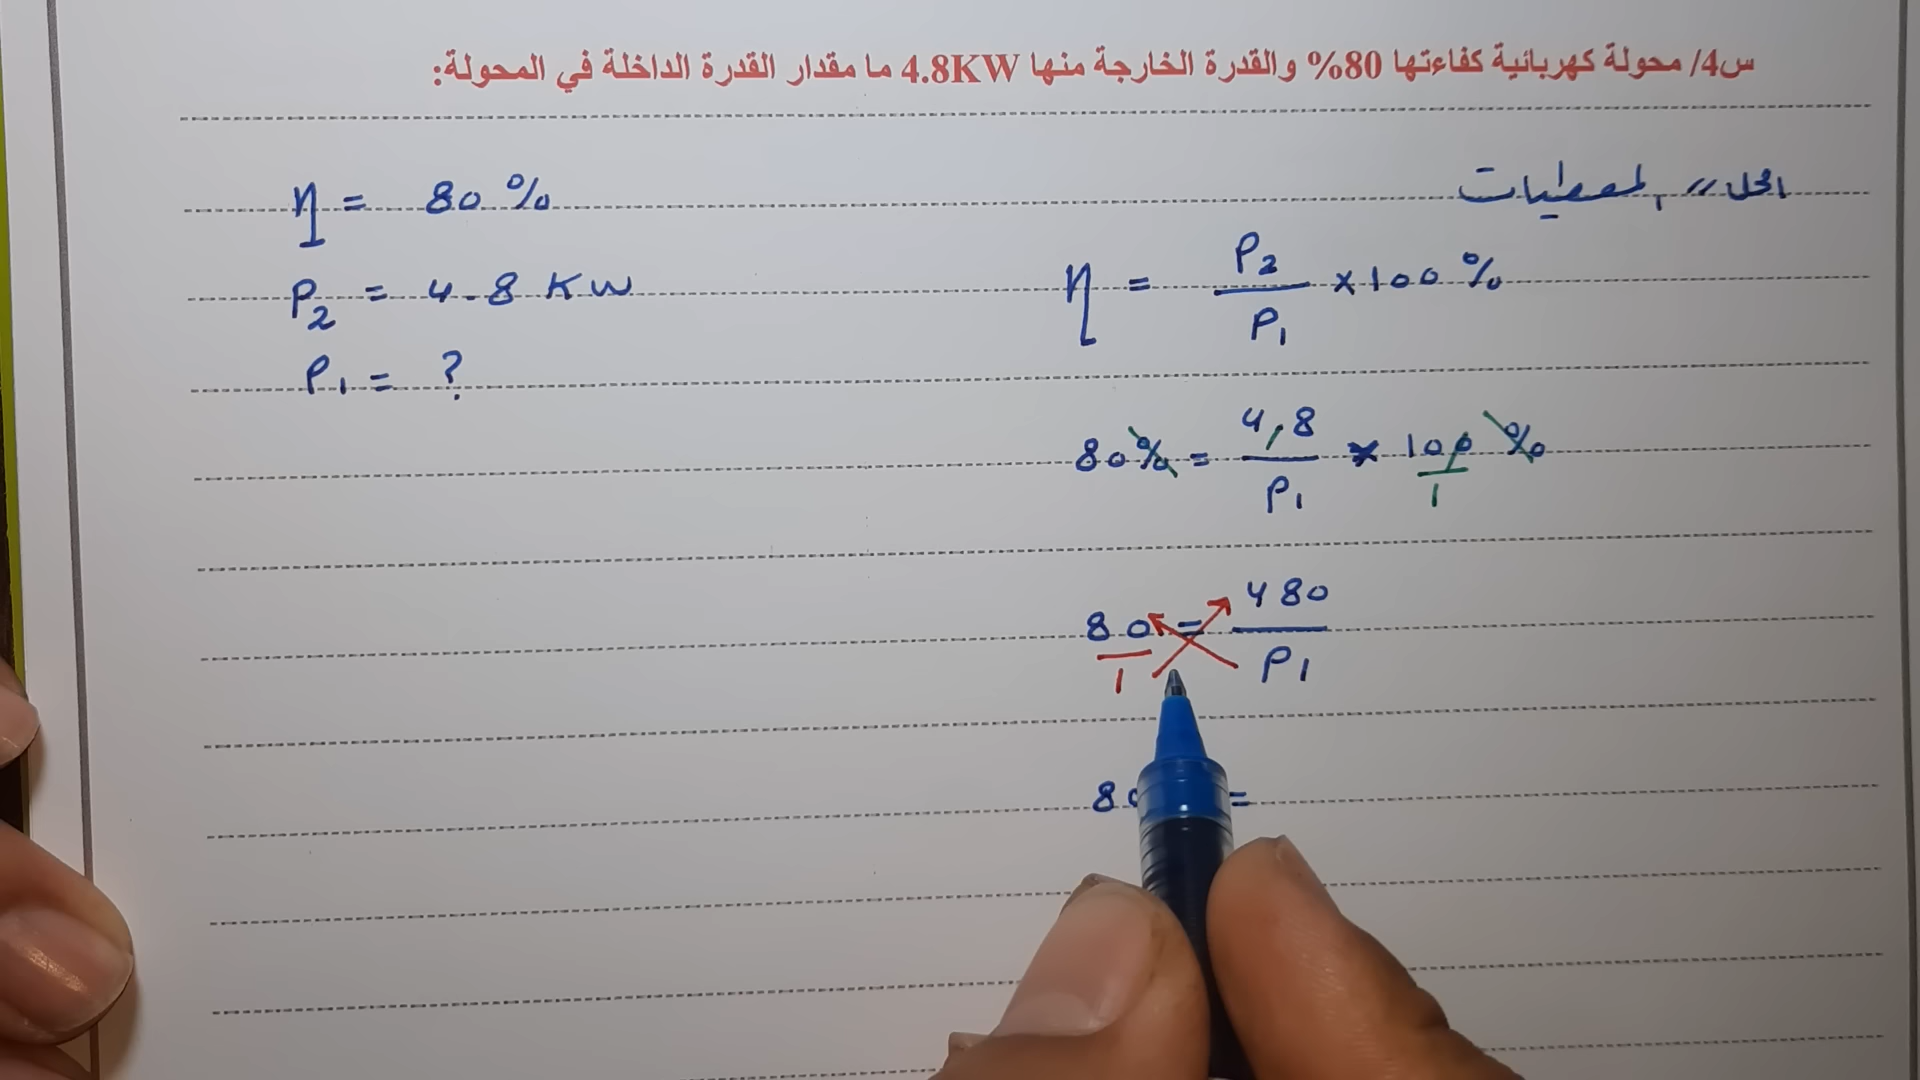 س4/ محولة كهربائية كفاءتها 80% والقدرة الخارجة منها 4.8KW ما مقدار القدرة الداخلة في المحولة:
الحل // المعطيات
η = 80 %
P2 = 4.8 KW
P1 = ?
η = P2 / P1 × 100 %
80% = 4,8 / P1 × 100 / 1 %
80 / 1 = 480 / P1
=